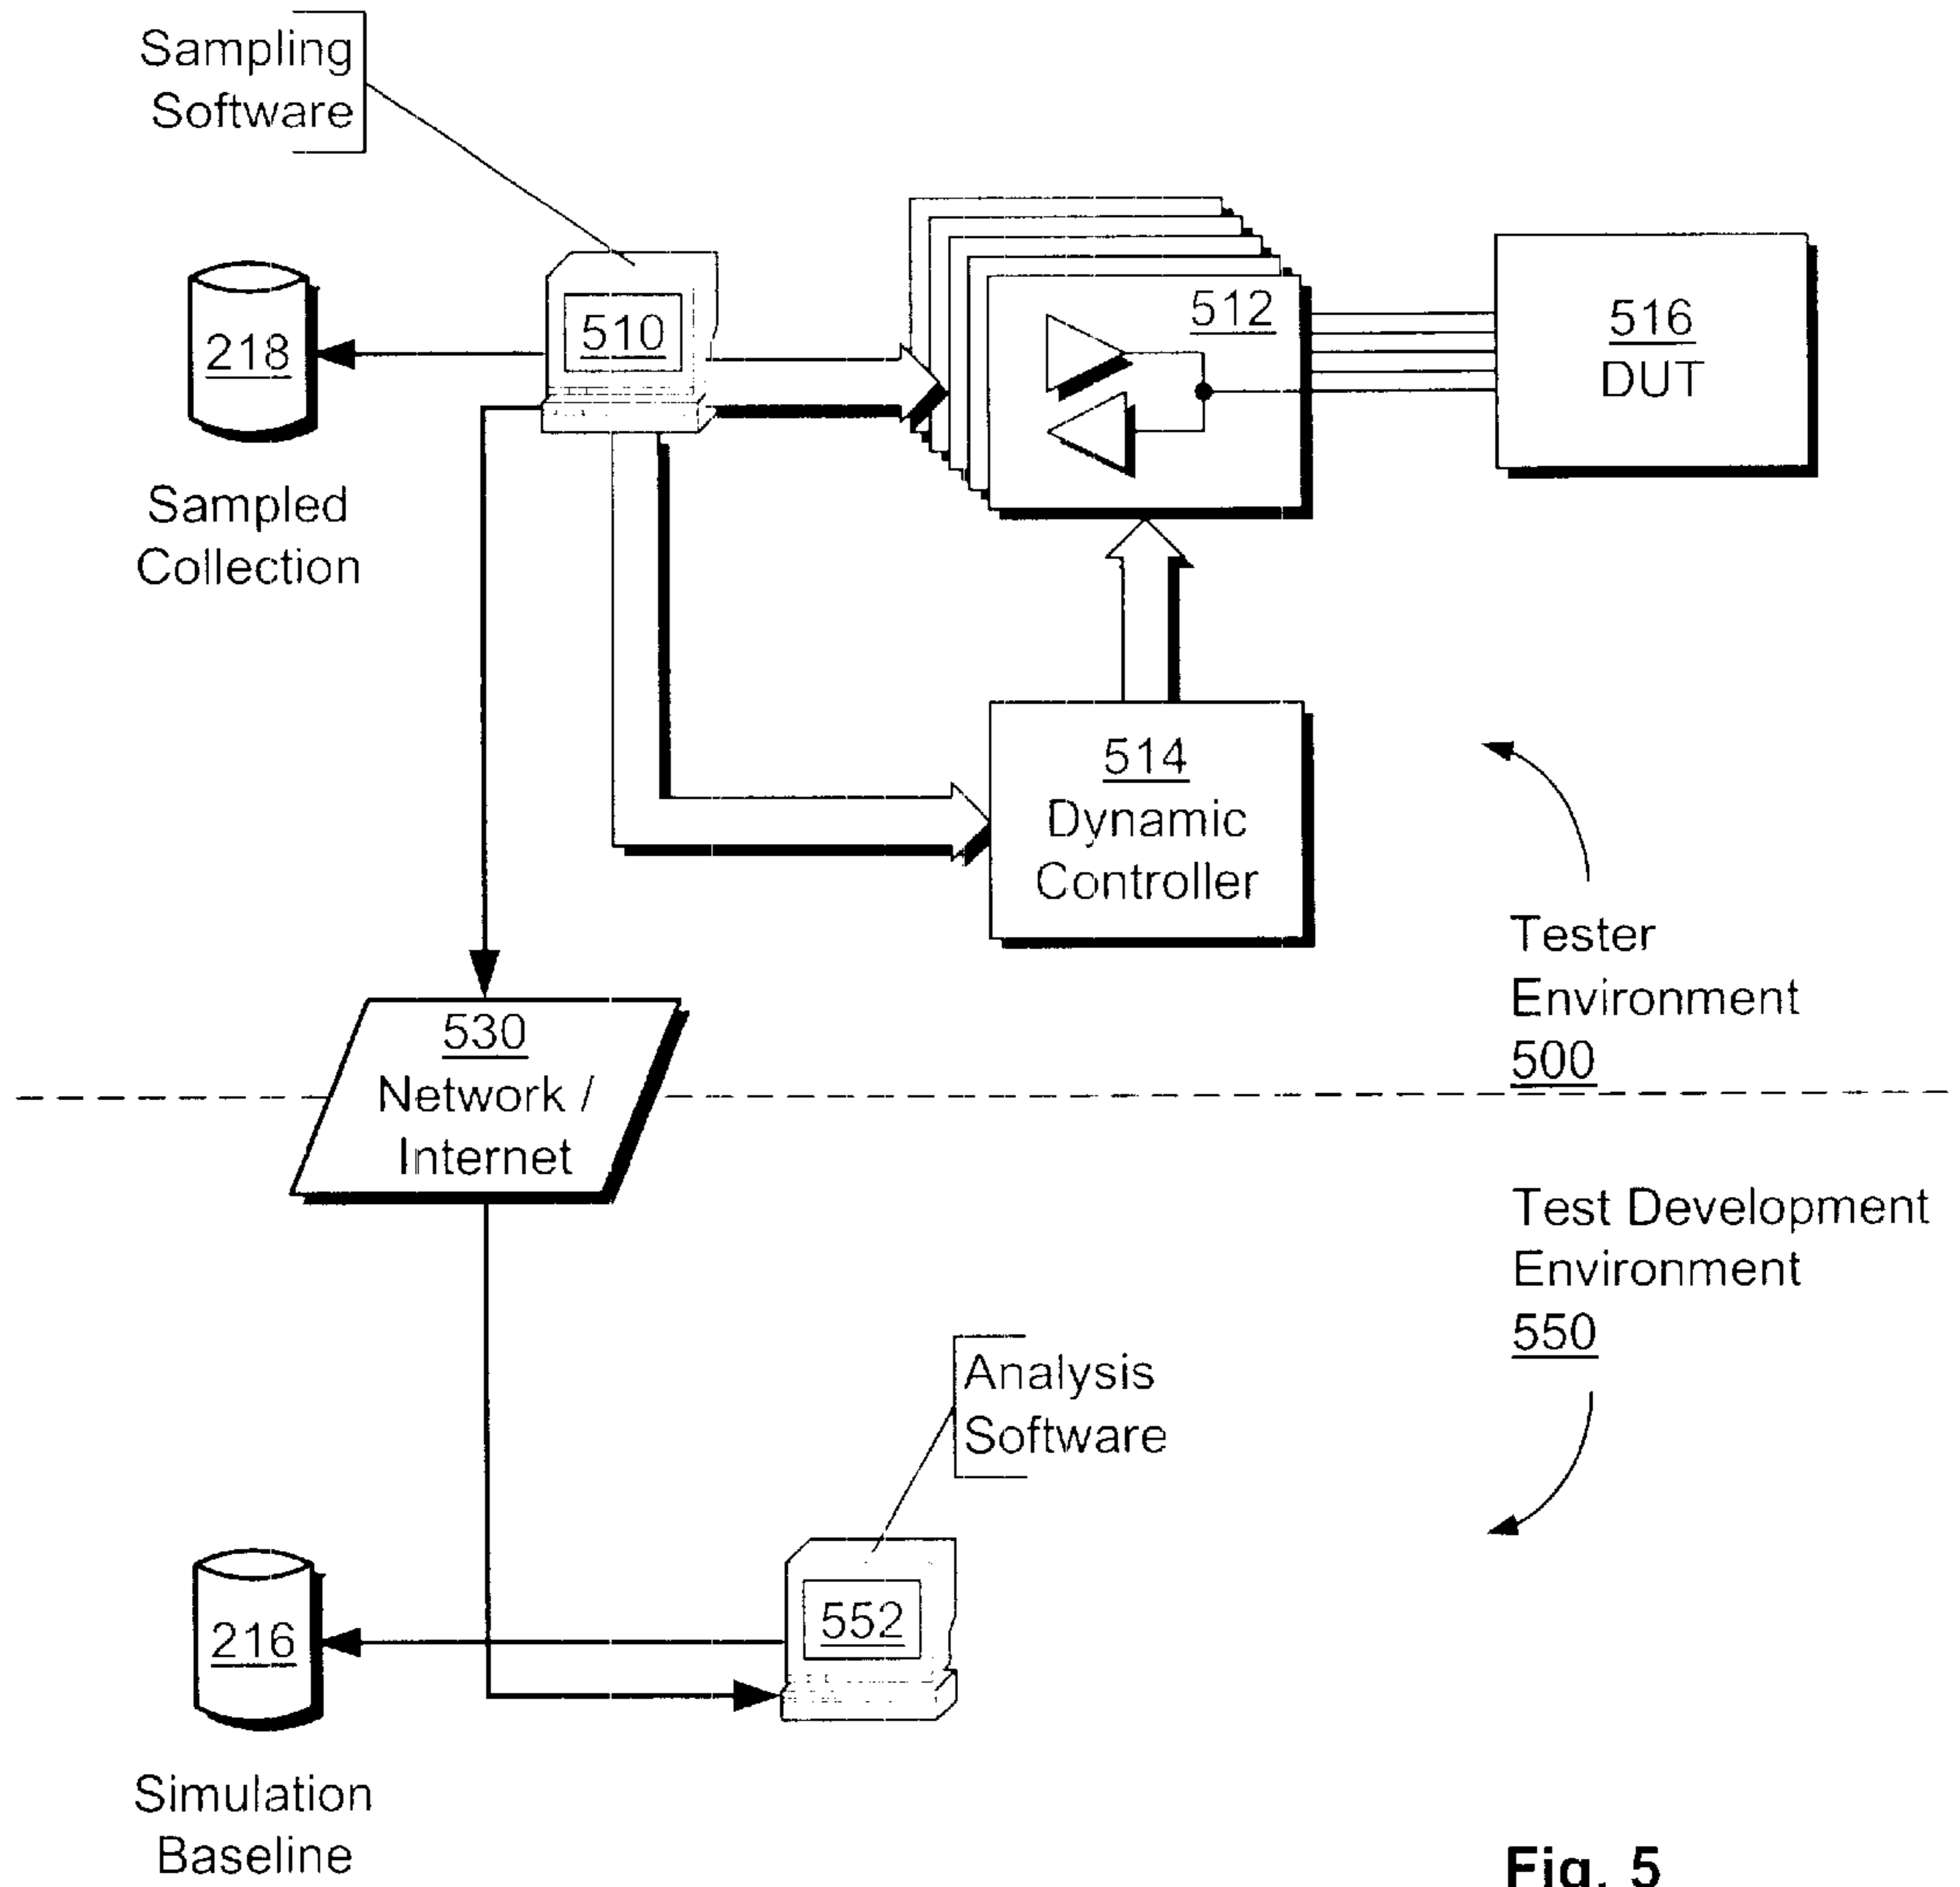 Sampling
Software
512
516
DUT
510
218
Sampled
Collection
514
Dynamic
Controller
Tester
Environment
500
530
Network /
Internet
Test Development
Environment
550
Analysis
Software
552
216
Simulation
Baseline
Fig. 5